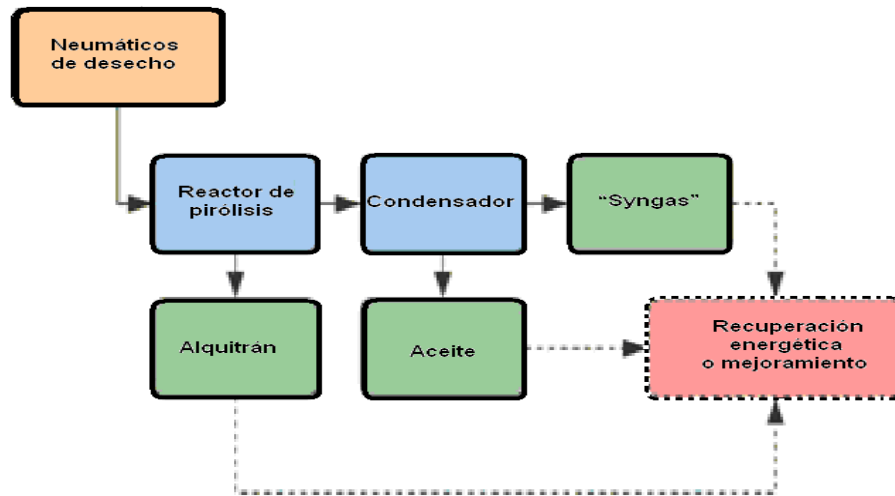 Neumáticos
de desecho
Reactor de
pirólisis
Condensador
“Syngas”
Alquitrán
Aceite
Recuperación
energética
o mejoramiento